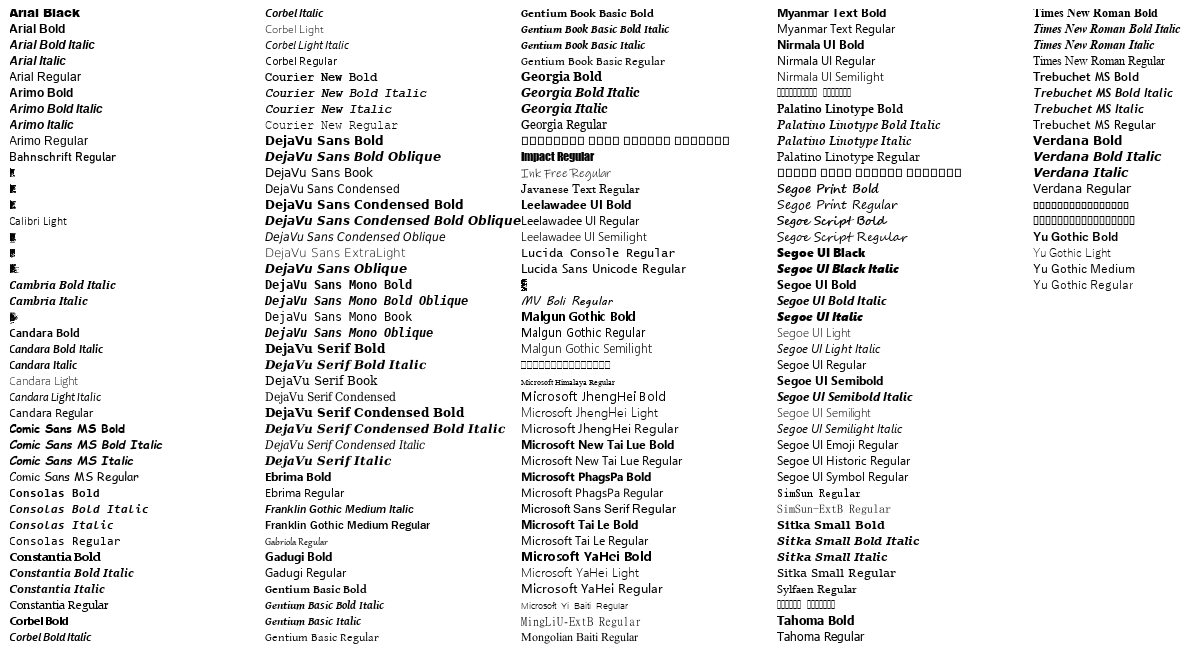 Arial Black
Arial Bold
Arial Bold Italic
Arial Italic
Arial Regular
Arimo Bold
Arimo Bold Italic
Arimo Italic
Arimo Regular
Bahnschrift Regular
Calibri Light
Cambria Bold Italic
Cambria Italic
Candara Bold
Candara Bold Italic
Candara Italic
Candara Light
Candara Light Italic
Candara Regular
Comic Sans MS Bold
Comic Sans MS Bold Italic
Comic Sans MS Italic
Comic Sans MS Regular
Consolas Bold
Consolas Bold Italic
Consolas Italic
Consolas Regular
Constantia Bold
Constantia Bold Italic
Constantia Italic
Constantia Regular
Corbel Bold
Corbel Bold Italic
Corbel Italic
Corbel Light
Corbel Light Italic
Corbel Regular
Courier New Bold
Courier New Bold Italic
Courier New Italic
Courier New Regular
DejaVu Sans Bold
DejaVu Sans Bold Oblique
DejaVu Sans Book
DejaVu Sans Condensed
DejaVu Sans Condensed Bold
DejaVu Sans Condensed Bold Oblique
DejaVu Sans Condensed Oblique
DejaVu Sans ExtraLight
DejaVu Sans Oblique
DejaVu Sans Mono Bold
DejaVu Sans Mono Bold Oblique
DejaVu Sans Mono Book
DejaVu Sans Mono Oblique
DejaVu Serif Bold
DejaVu Serif Bold Italic
DejaVu Serif Book
DejaVu Serif Condensed
DejaVu Serif Condensed Bold
DejaVu Serif Condensed Bold Italic
DejaVu Serif Condensed Italic
DejaVu Serif Italic
Ebrima Bold
Ebrima Regular
Franklin Gothic Medium Italic
Franklin Gothic Medium Regular
Gabriola Regular
Gadugi Bold
Gadugi Regular
Gentium Basic Bold
Gentium Basic Bold Italic
Gentium Basic Italic
Gentium Basic Regular
Gentium Book Basic Bold
Gentium Book Basic Bold Italic
Gentium Book Basic Italic
Gentium Book Basic Regular
Georgia Bold
Georgia Bold Italic
Georgia Italic
Georgia Regular
Impact Regular
Ink Free Regular
Javanese Text Regular
Leelawadee UI Bold
Leelawadee UI Regular
Leelawadee UI Semilight
Lucida Console Regular
Lucida Sans Unicode Regular
MV Boli Regular
Malgun Gothic Bold
Malgun Gothic Regular
Malgun Gothic Semilight
Microsoft Himalaya Regular
Microsoft JhengHei Bold
Microsoft JhengHei Light
Microsoft JhengHei Regular
Microsoft New Tai Lue Bold
Microsoft New Tai Lue Regular
Microsoft PhagsPa Bold
Microsoft PhagsPa Regular
Microsoft Sans Serif Regular
Microsoft Tai Le Bold
Microsoft Tai Le Regular
Microsoft YaHei Bold
Microsoft YaHei Light
Microsoft YaHei Regular
Microsoft Yi Baiti Regular
MingLiU-ExtB Regular
Mongolian Baiti Regular
Myanmar Text Bold
Myanmar Text Regular
Nirmala UI Bold
Nirmala UI Regular
Nirmala UI Semilight
Palatino Linotype Bold
Palatino Linotype Bold Italic
Palatino Linotype Italic
Palatino Linotype Regular
Segoe Print Bold
Segoe Print Regular
Segoe Script Bold
Segoe Script Regular
Segoe UI Black
Segoe UI Black Italic
Segoe UI Bold
Segoe UI Bold Italic
Segoe UI Italic
Segoe UI Light
Segoe UI Light Italic
Segoe UI Regular
Segoe UI Semibold
Segoe UI Semibold Italic
Segoe UI Semilight
Segoe UI Semilight Italic
Segoe UI Emoji Regular
Segoe UI Historic Regular
Segoe UI Symbol Regular
SimSun Regular
SimSun-ExtB Regular
Sitka Small Bold
Sitka Small Bold Italic
Sitka Small Italic
Sitka Small Regular
Sylfaen Regular
Tahoma Bold
Tahoma Regular
Times New Roman Bold
Times New Roman Bold Italic
Times New Roman Italic
Times New Roman Regular
Trebuchet MS Bold
Trebuchet MS Bold Italic
Trebuchet MS Italic
Trebuchet MS Regular
Verdana Bold
Verdana Bold Italic
Verdana Italic
Verdana Regular
Yu Gothic Bold
Yu Gothic Light
Yu Gothic Medium
Yu Gothic Regular